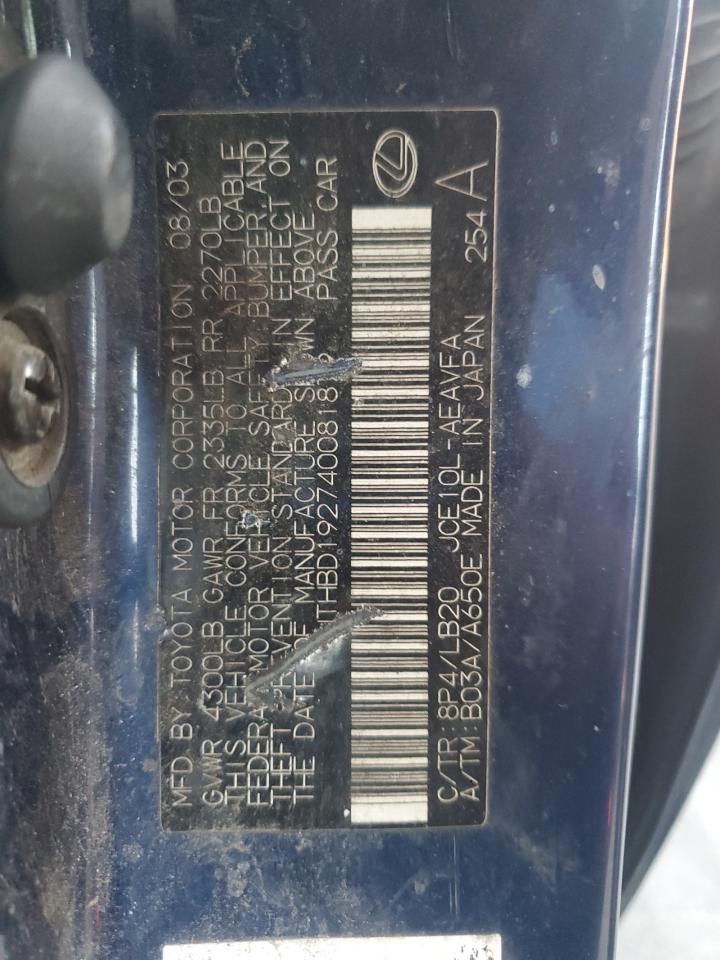 MFD BY TOYOTA MOTOR CORPORATION 08/03
GVWR 4300LB GAWR FR 2335LB RR 2270LB
THIS VEHICLE CONFORMS TO ALL APPLICABLE
FEDERAL MOTOR VEHICLE SAFETY, BUMPER, AND
THEFT PREVENTION STANDARDS IN EFFECT ON
THE DATE OF MANUFACTURE SHOWN ABOVE
PASS CAR
C/TR: 8P4/LB20 JCE10L-AEAVFA
A/TM: B03A/A650E MADE IN JAPAN 254 A